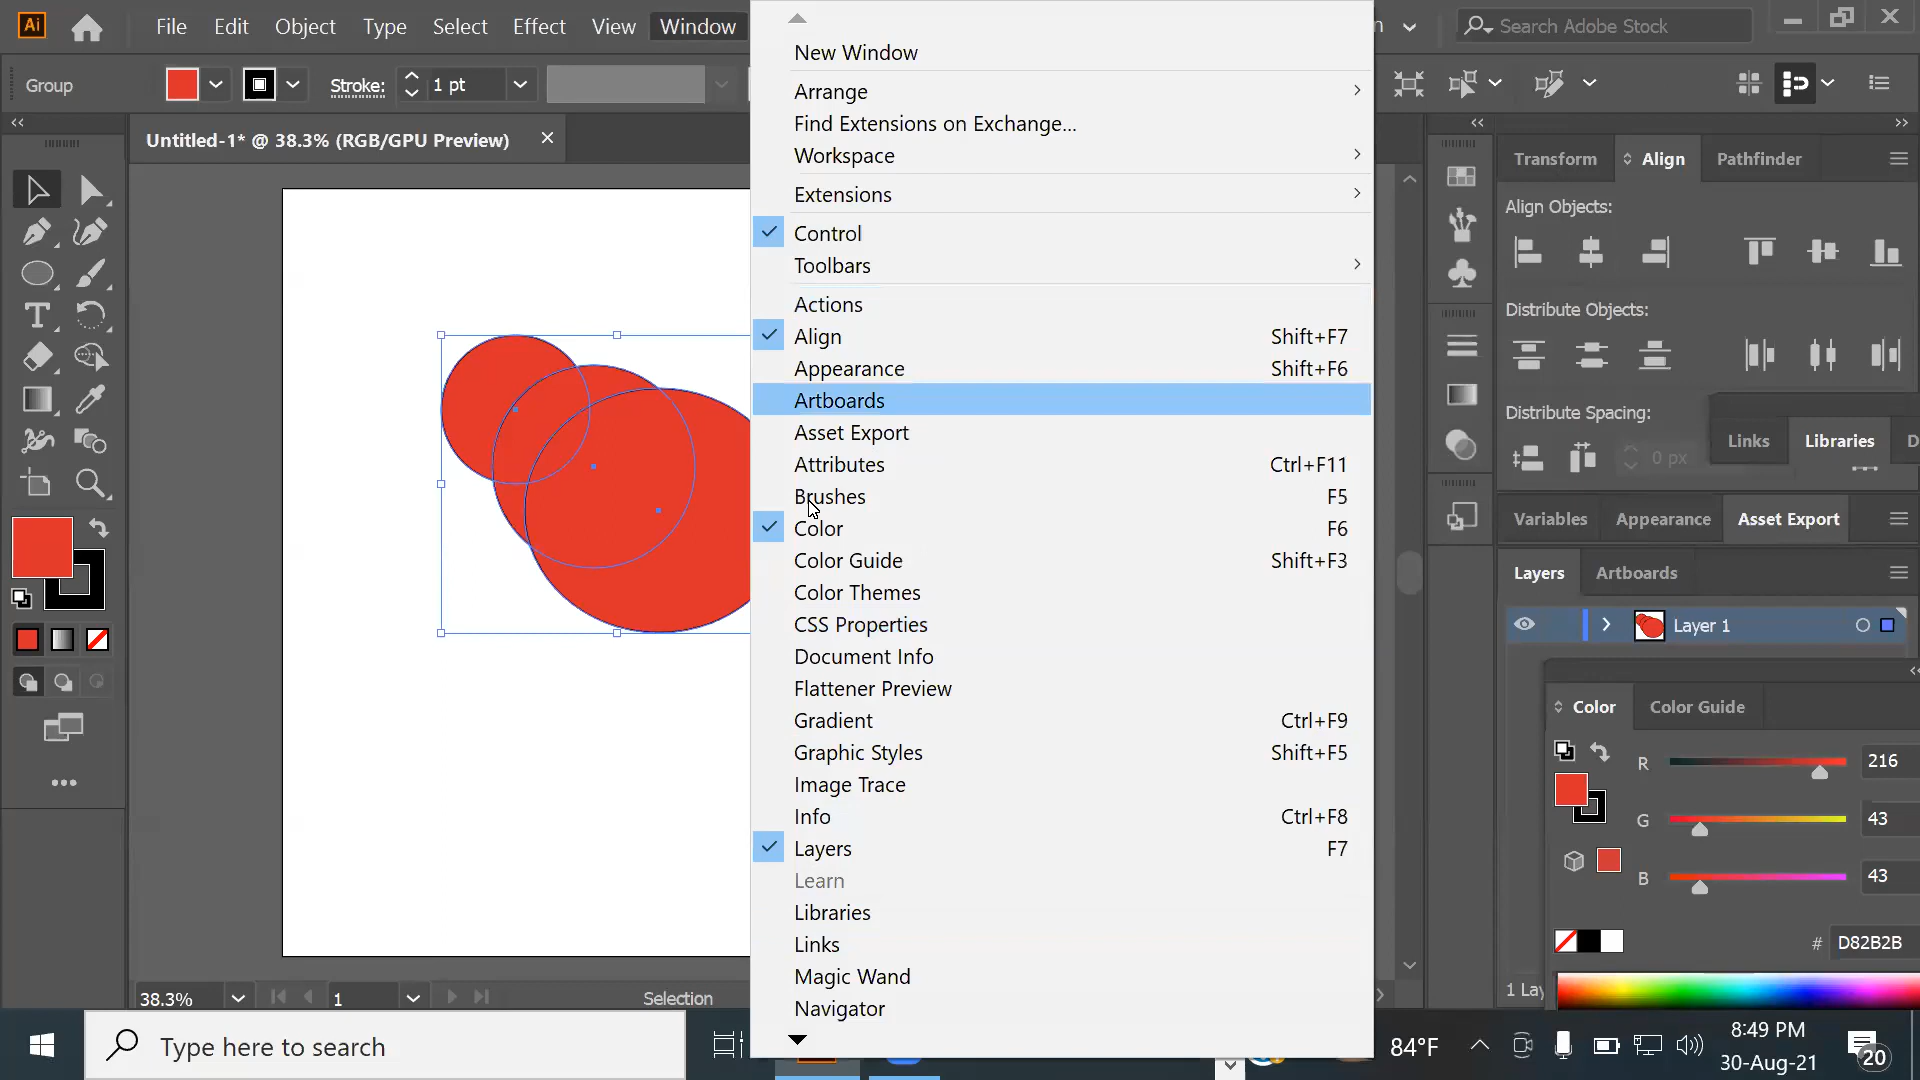 Ai
File
Edit
Object
Type
Select
Effect
View
Window
Search Adobe Stock
Group
Stroke:
1 pt
Untitled-1* @ 38.3% (RGB/GPU Preview)
New Window
Arrange
Find Extensions on Exchange...
Workspace
Extensions
Control
Toolbars
Actions
Align Shift+F7
Appearance Shift+F6
Artboards
Asset Export
Attributes Ctrl+F11
Brushes F5
Color F6
Color Guide Shift+F3
Color Themes
CSS Properties
Document Info
Flattener Preview
Gradient Ctrl+F9
Graphic Styles Shift+F5
Image Trace
Info Ctrl+F8
Layers F7
Learn
Libraries
Links
Magic Wand
Navigator
Transform
Align
Pathfinder
Align Objects:
Distribute Objects:
Distribute Spacing:
0 px
Links
Libraries
D
Variables
Appearance
Asset Export
Layers
Artboards
Layer 1
Color
Color Guide
R 216
G 43
B 43
# D82B2B
1 Lay
38.3%
1
Selection
Type here to search
84°F
8:49 PM
30-Aug-21
20